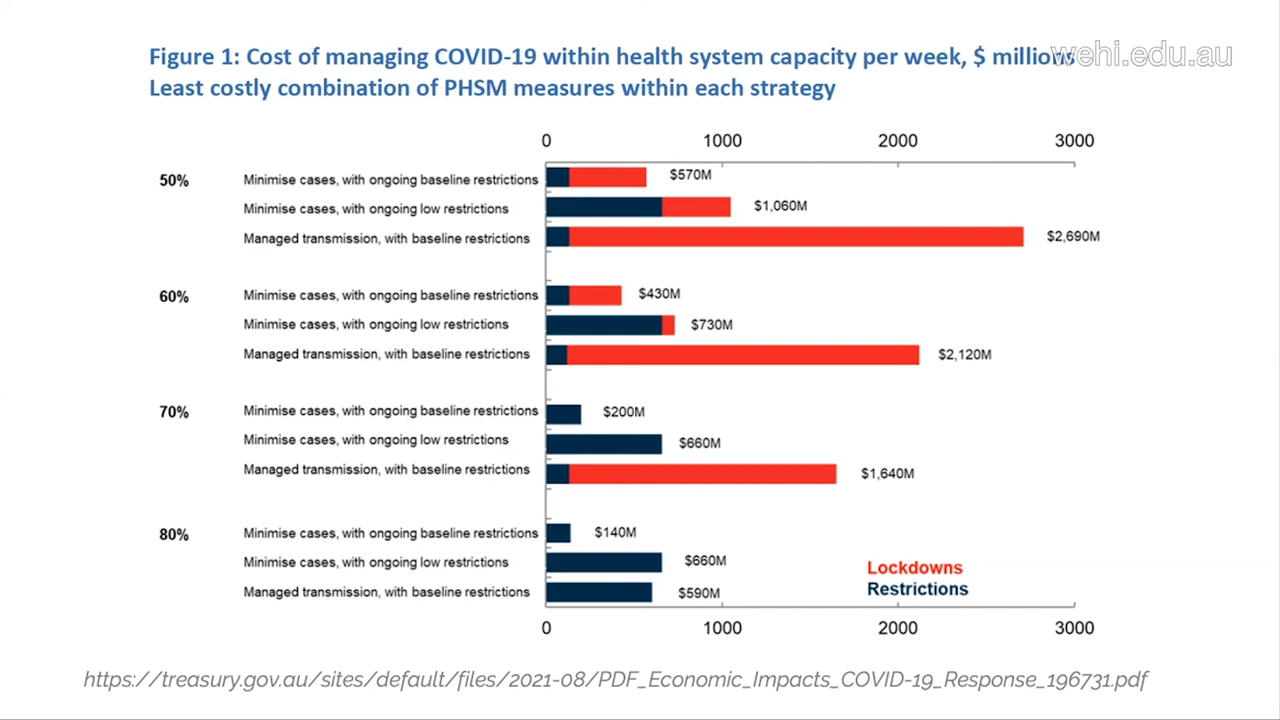 Figure 1: Cost of managing COVID-19 within health system capacity per week, $ millions
wehi.edu.au
Least costly combination of PHSM measures within each strategy
0 1000 2000 3000
50% Minimise cases, with ongoing baseline restrictions $570M
Minimise cases, with ongoing low restrictions $1,060M
Managed transmission, with baseline restrictions $2,690M
60% Minimise cases, with ongoing baseline restrictions $430M
Minimise cases, with ongoing low restrictions $730M
Managed transmission, with baseline restrictions $2,120M
70% Minimise cases, with ongoing baseline restrictions $200M
Minimise cases, with ongoing low restrictions $660M
Managed transmission, with baseline restrictions $1,640M
80% Minimise cases, with ongoing baseline restrictions $140M
Minimise cases, with ongoing low restrictions $660M
Managed transmission, with baseline restrictions $590M
Lockdowns
Restrictions
0 1000 2000 3000
https://treasury.gov.au/sites/default/files/2021-08/PDF_Economic_Impacts_COVID-19_Response_196731.pdf